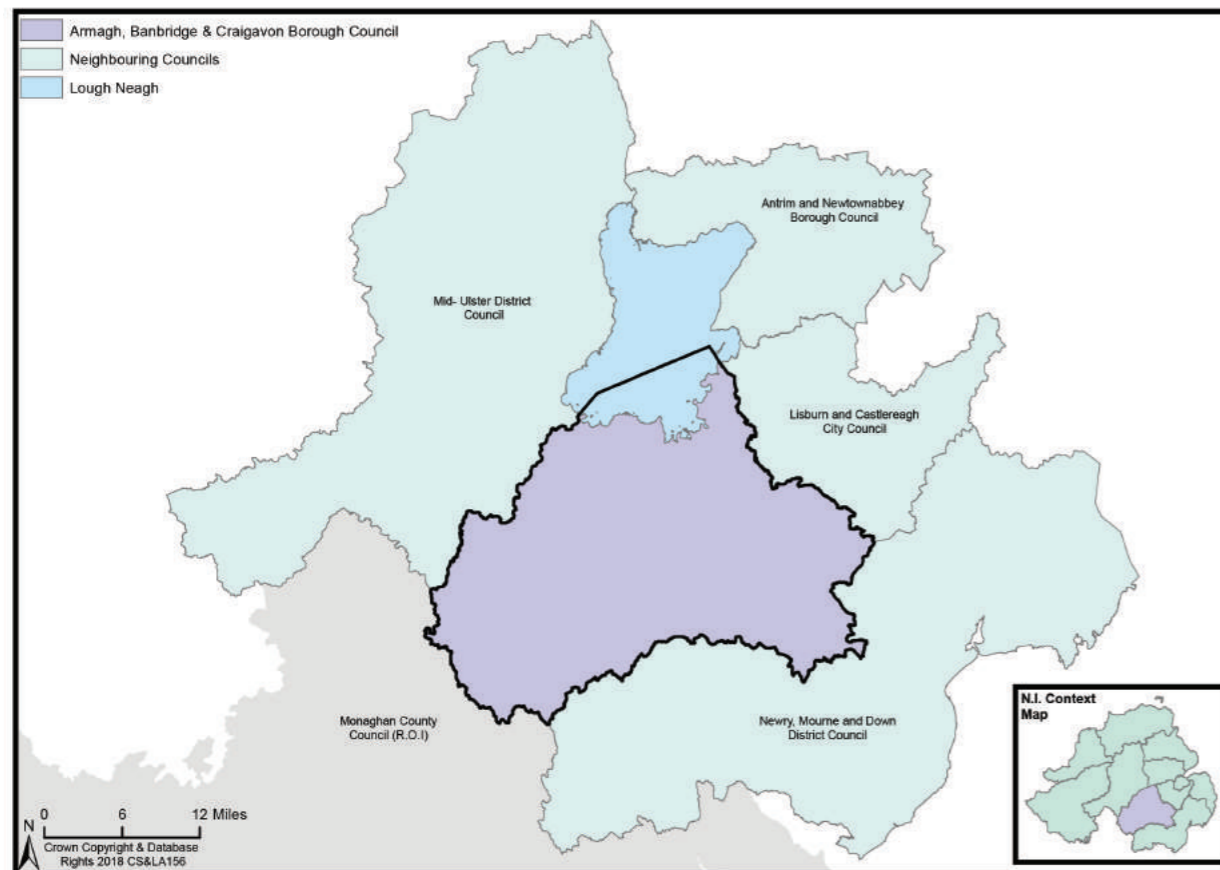 Armagh, Banbridge & Craigavon Borough Council
Neighbouring Councils
Lough Neagh
Antrim and Newtownabbey
Borough Council
Mid- Ulster District
Council
Lisburn and Castlereagh
City Council
Monaghan County
Council (R.O.I)
Newry, Mourne and Down
District Council
N.I. Context
Map
0 6 12 Miles
N
Crown Copyright & Database
Rights 2018 CS&LA156